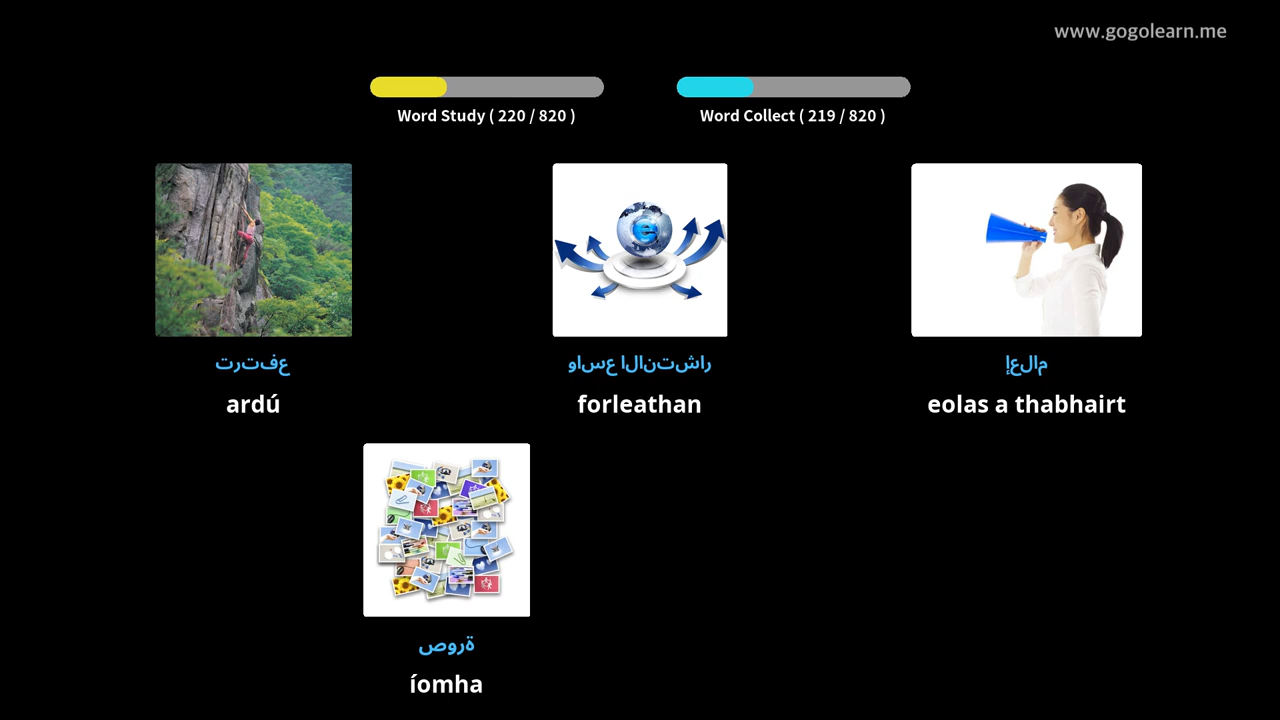 www.gogolearn.me
Word Study ( 220 / 820 )
Word Collect ( 219 / 820 )
ترتفع
ardú
واسع الانتشار
forleathan
إعلام
eolas a thabhairt
صورة
íomha